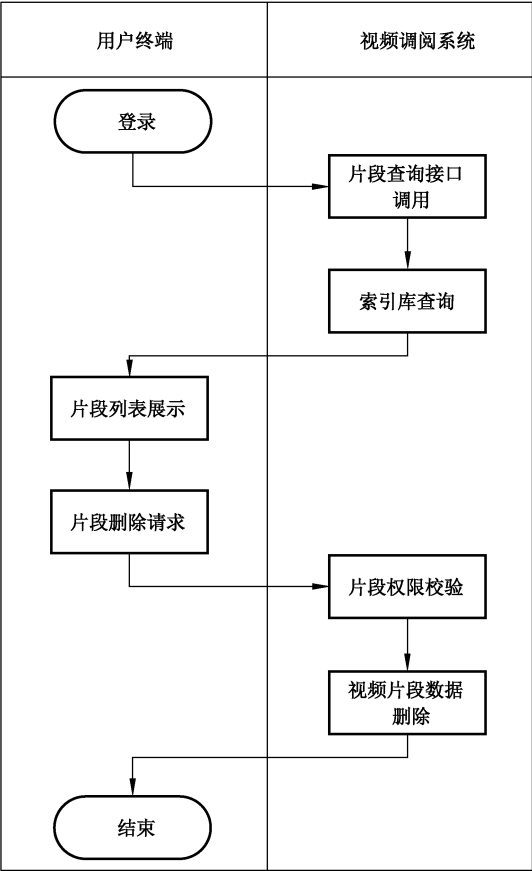 用户终端
视频调阅系统
登录
片段查询接口
调用
索引库查询
片段列表展示
片段删除请求
片段权限校验
视频片段数据
删除
结束